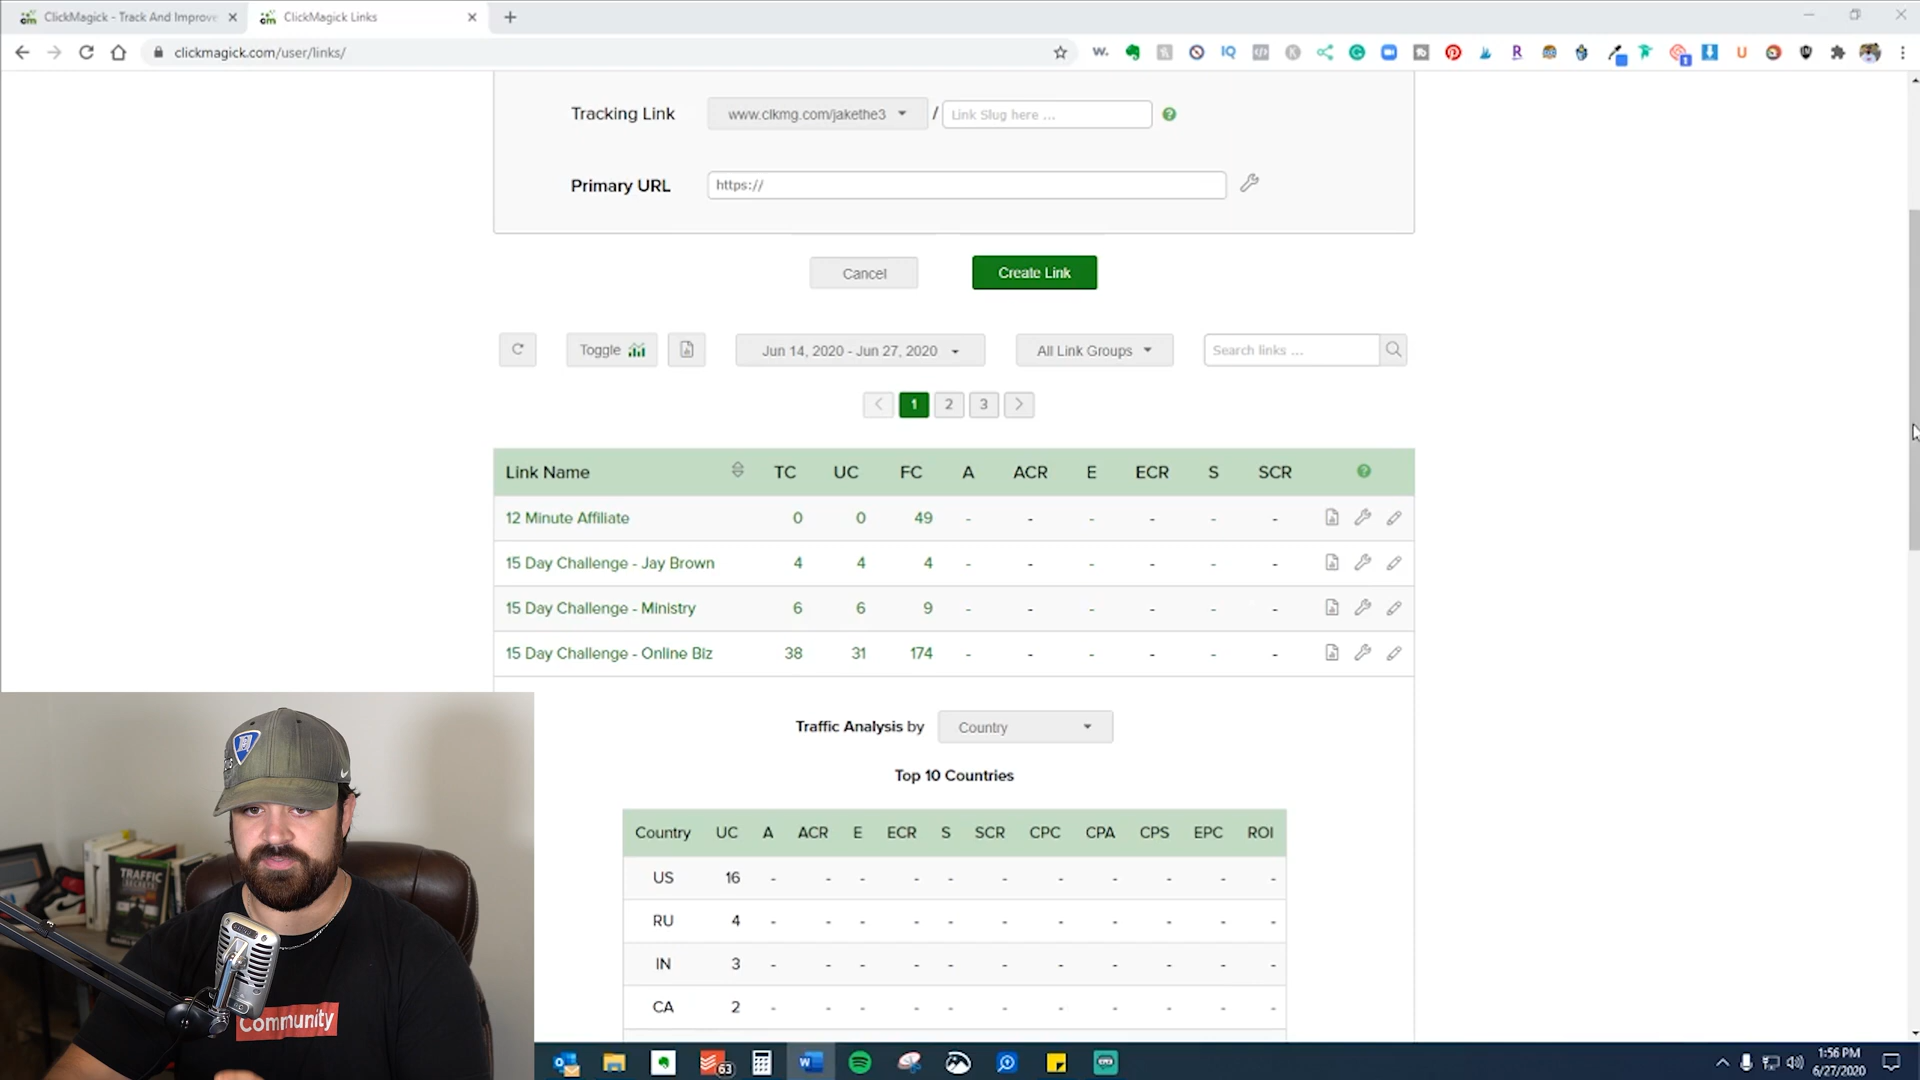 ClickMagick - Track And Improve
ClickMagick Links
clickmagick.com/user/links/
Tracking Link
www.clkmg.com/jakethe3
/
Link Slug here ...
Primary URL
https://
Cancel
Create Link
Toggle
Jun 14, 2020 - Jun 27, 2020
All Link Groups
Search links ...
< 1 2 3 >
Link Name TC UC FC A ACR E ECR S SCR
12 Minute Affiliate 0 0 49 - - - - - -
15 Day Challenge - Jay Brown 4 4 4 - - - - - -
15 Day Challenge - Ministry 6 6 9 - - - - - -
15 Day Challenge - Online Biz 38 31 174 - - - - - -
Traffic Analysis by Country
Top 10 Countries
Country UC A ACR E ECR S SCR CPC CPA CPS EPC ROI
US 16 - - - - - - - - - - -
RU 4 - - - - - - - - - - -
IN 3 - - - - - - - - - - -
CA 2 - - - - - - - - - - -
TRAFFIC
SECRETS
Community
63
1:56 PM
6/27/2020